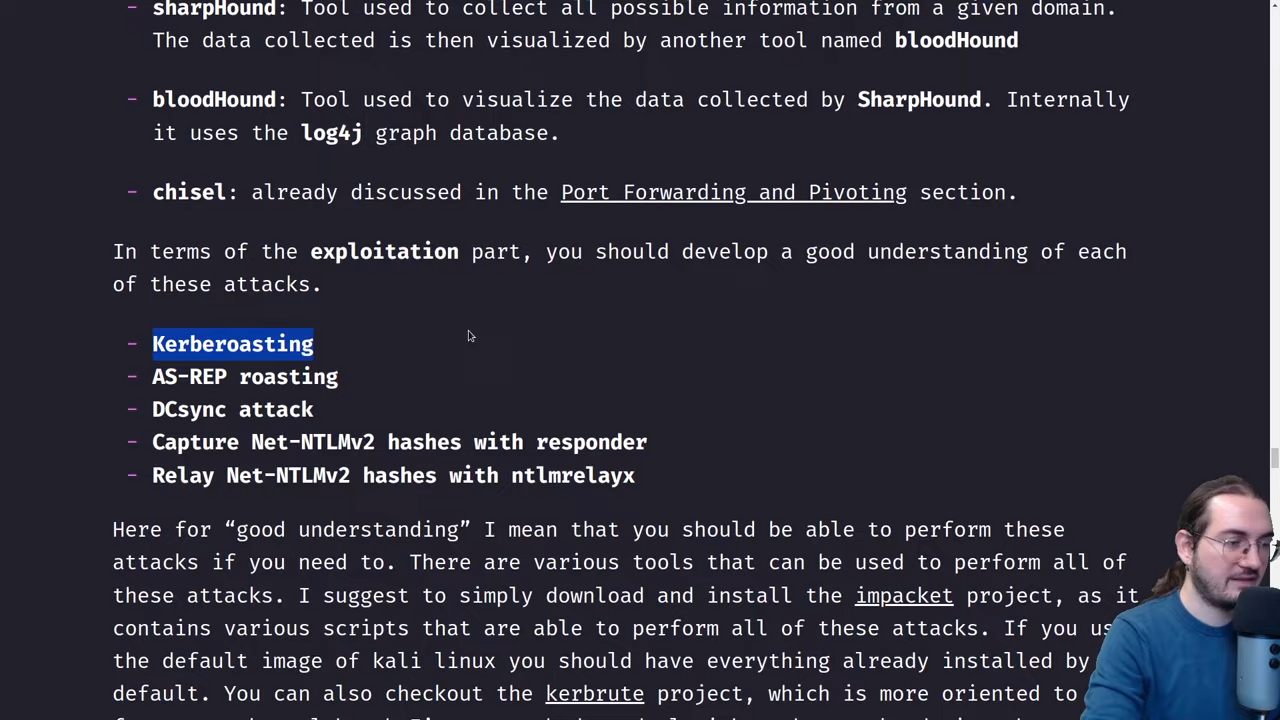 - sharpHound: Tool used to collect all possible information from a given domain.
The data collected is then visualized by another tool named bloodHound
- bloodHound: Tool used to visualize the data collected by SharpHound. Internally
it uses the log4j graph database.
- chisel: already discussed in the Port Forwarding and Pivoting section.
In terms of the exploitation part, you should develop a good understanding of each
of these attacks.
- Kerberoasting
- AS-REP roasting
- DCsync attack
- Capture Net-NTLMv2 hashes with responder
- Relay Net-NTLMv2 hashes with ntlmrelayx
Here for “good understanding” I mean that you should be able to perform these
attacks if you need to. There are various tools that can be used to perform all of
these attacks. I suggest to simply download and install the impacket project, as it
contains various scripts that are able to perform all of these attacks. If you
the default image of kali linux you should have everything already installed by
default. You can also checkout the kerbrute project, which is more oriented to